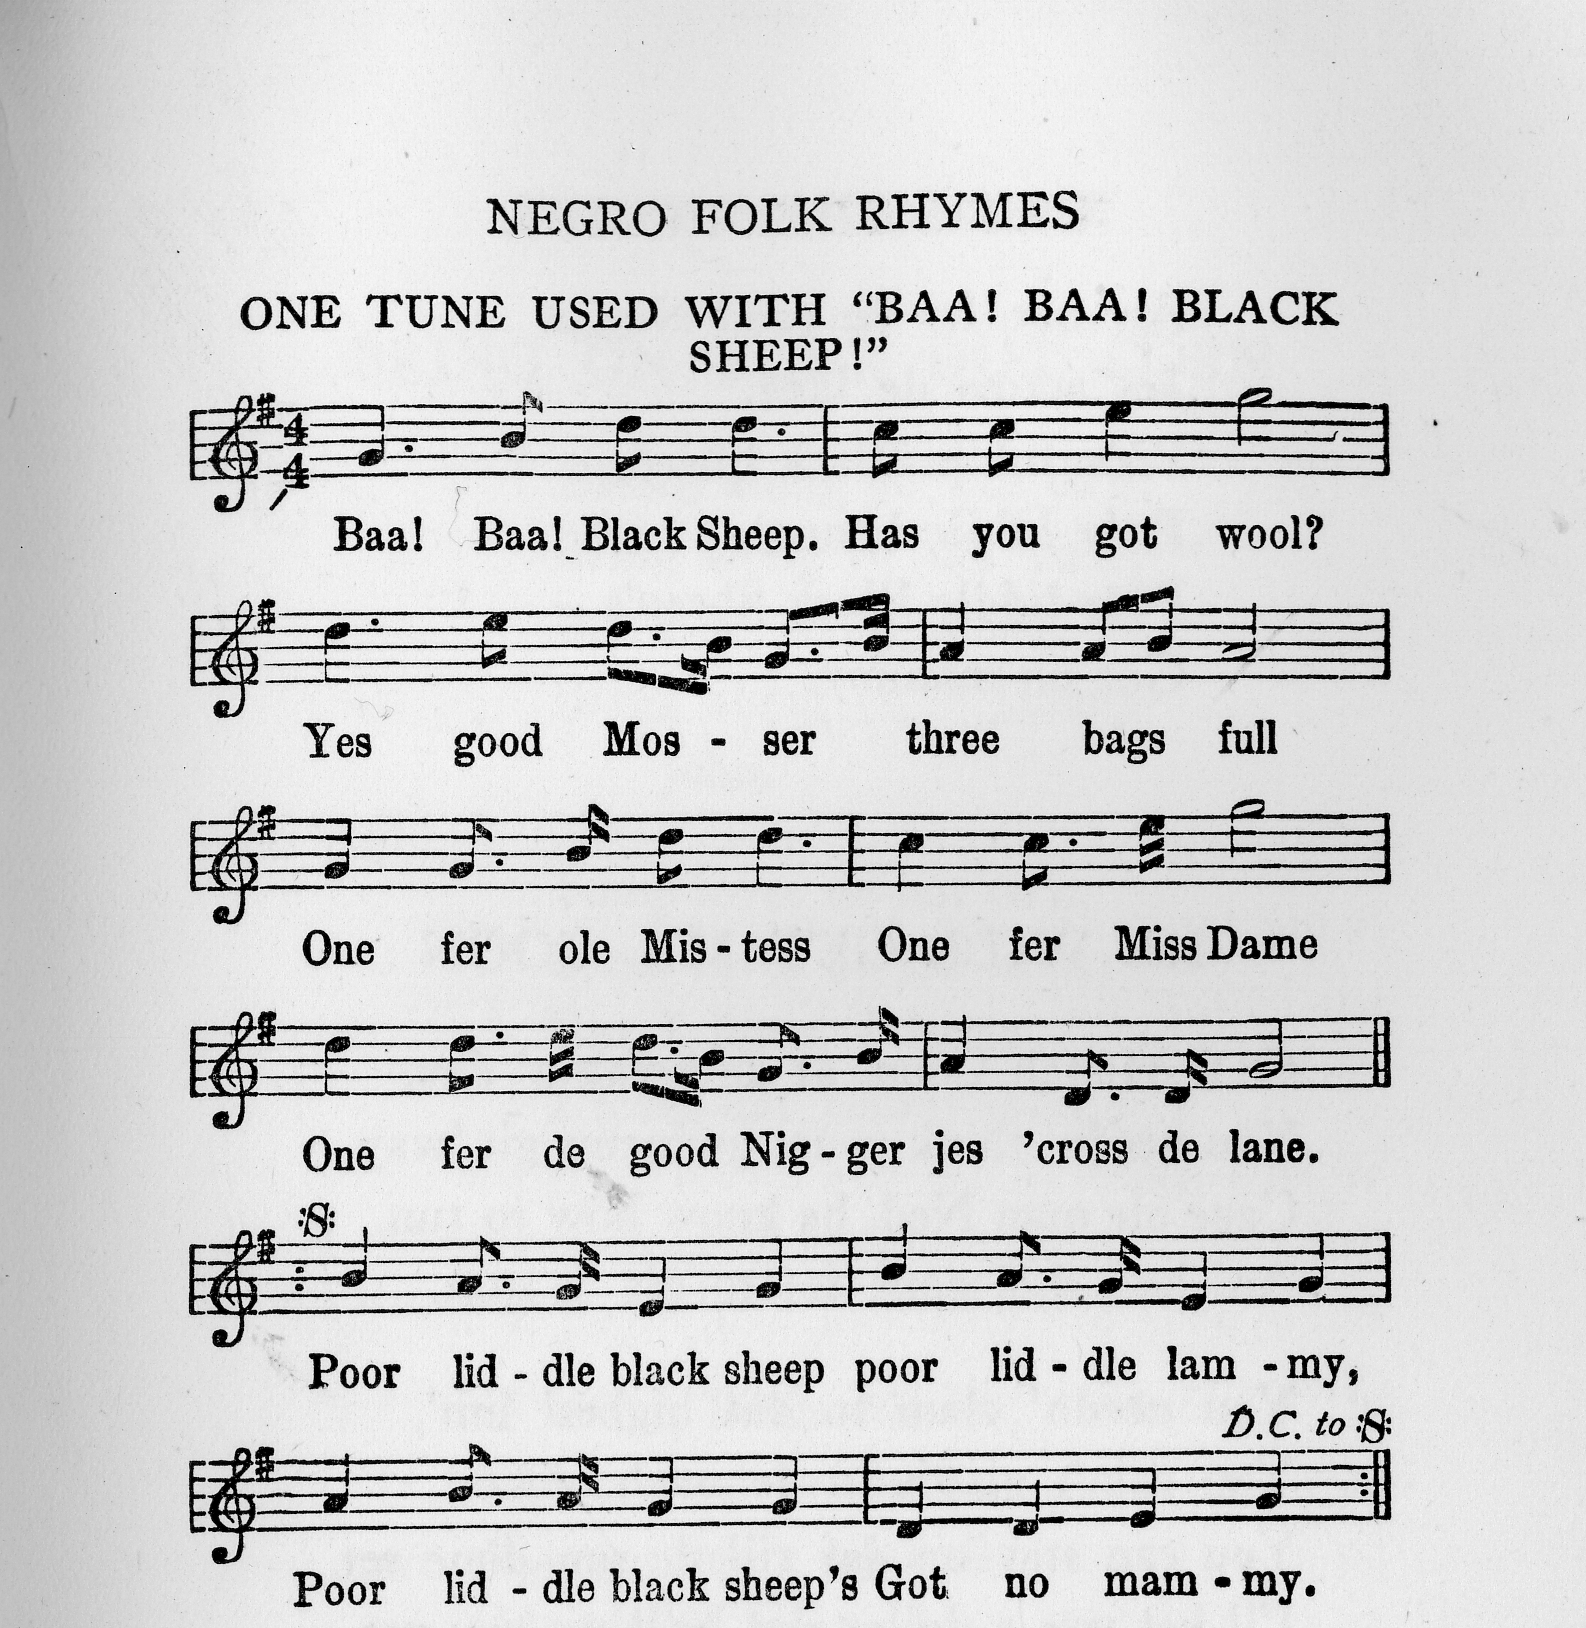 NEGRO FOLK RHYMES
ONE TUNE USED WITH “BAA! BAA! BLACK
SHEEP!”
4
4
Baa! Baa! Black Sheep. Has you got wool?
Yes good Mos - ser three bags full
One fer ole Mis - tess One fer Miss Dame
One fer de good Nig - ger jes ’cross de lane.
Poor lid - dle black sheep poor lid - dle lam - my,
D.C. to :S:
Poor lid - dle black sheep’s Got no mam - my.